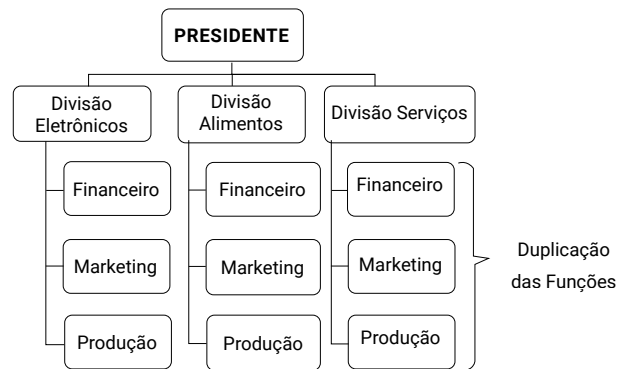 PRESIDENTE
Divisão
Eletrônicos
Divisão
Alimentos
Divisão Serviços
Financeiro
Financeiro
Financeiro
Marketing
Marketing
Marketing
Produção
Produção
Produção
Duplicação
das Funções